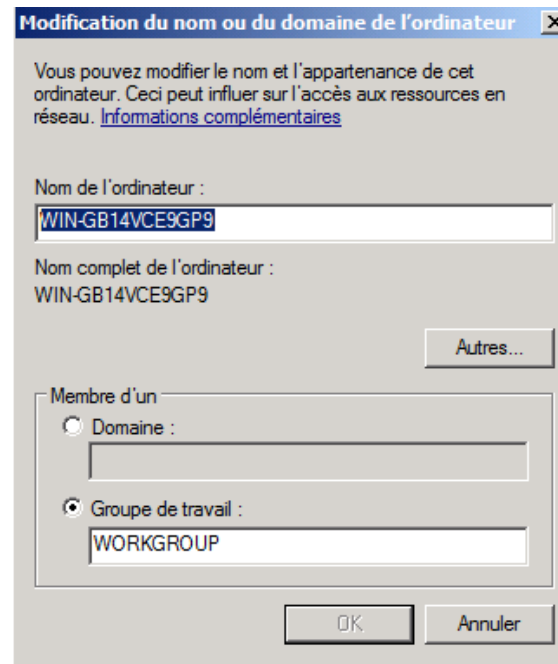 Modification du nom ou du domaine de l'ordinateur
Vous pouvez modifier le nom et l'appartenance de cet
ordinateur. Ceci peut influer sur l'accès aux ressources en
réseau. Informations complémentaires
Nom de l'ordinateur :
WIN-GB14VCE9GP9
Nom complet de l'ordinateur :
WIN-GB14VCE9GP9
Autres...
Membre d'un
Domaine :
Groupe de travail :
WORKGROUP
OK
Annuler